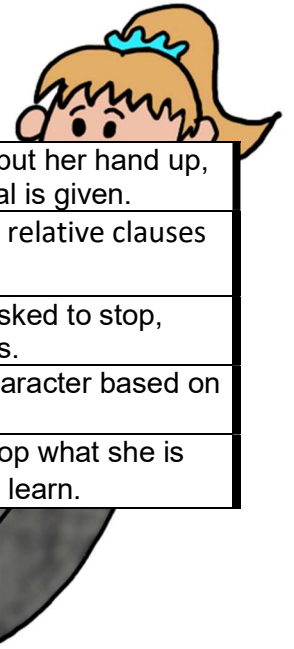 put her hand up,
al is given.
relative clauses
sked to stop,
s.
aracter based on
op what she is
learn.